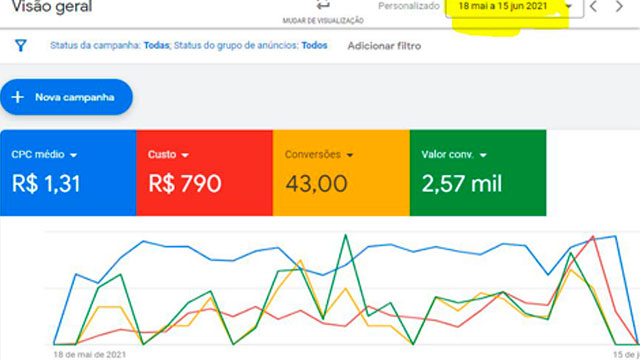 Visão geral
MUDAR DE VISUALIZAÇÃO
Personalizado
18 mai a 15 jun 2021
Status da campanha: Todas; Status do grupo de anúncios: Todos
Adicionar filtro
+ Nova campanha
CPC médio
Custo
Conversões
Valor conv.
R$ 1,31
R$ 790
43,00
2,57 mil
18 de mai de 2021
15 de